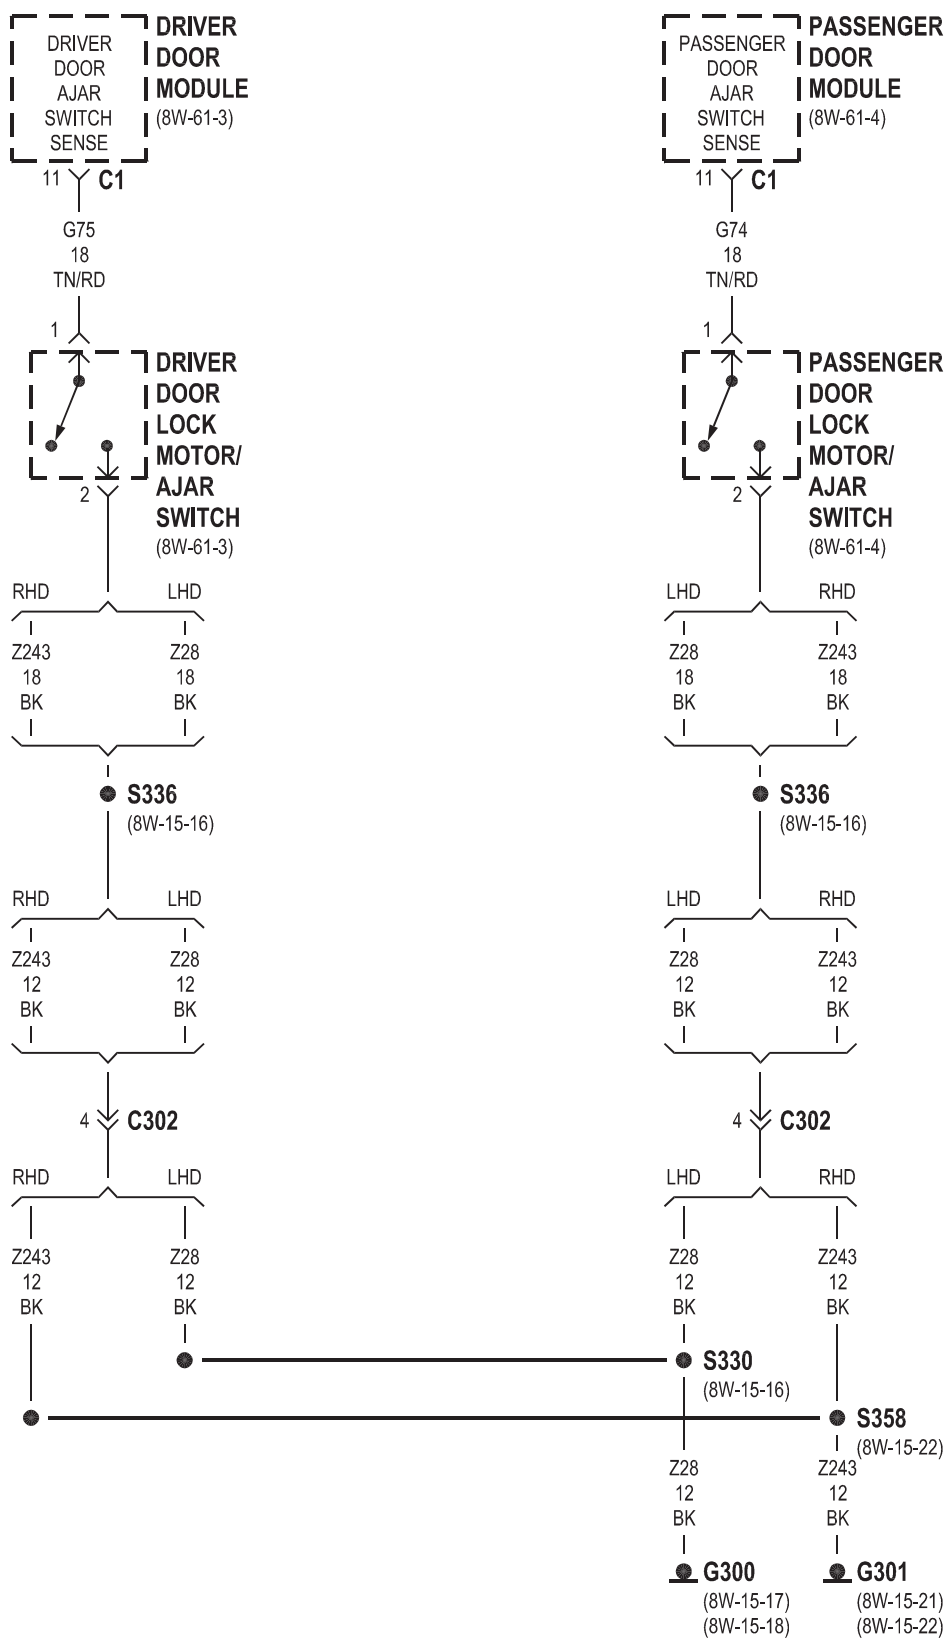 DRIVER
DOOR
AJAR
SWITCH
SENSE
DRIVER
DOOR
MODULE
(8W-61-3)
11 C1
G75
18
TN/RD
1
DRIVER
DOOR
LOCK
MOTOR/
AJAR
SWITCH
(8W-61-3)
2
RHD LHD
Z243 Z28
18 18
BK BK
S336
(8W-15-16)
RHD LHD
Z243 Z28
12 12
BK BK
4 C302
RHD LHD
Z243 Z28
12 12
BK BK
PASSENGER
DOOR
AJAR
SWITCH
SENSE
PASSENGER
DOOR
MODULE
(8W-61-4)
11 C1
G74
18
TN/RD
1
PASSENGER
DOOR
LOCK
MOTOR/
AJAR
SWITCH
(8W-61-4)
2
LHD RHD
Z28 Z243
18 18
BK BK
S336
(8W-15-16)
LHD RHD
Z28 Z243
12 12
BK BK
4 C302
LHD RHD
Z28 Z243
12 12
BK BK
S330
(8W-15-16)
S358
(8W-15-22)
Z28 Z243
12 12
BK BK
G300 G301
(8W-15-17) (8W-15-21)
(8W-15-18) (8W-15-22)